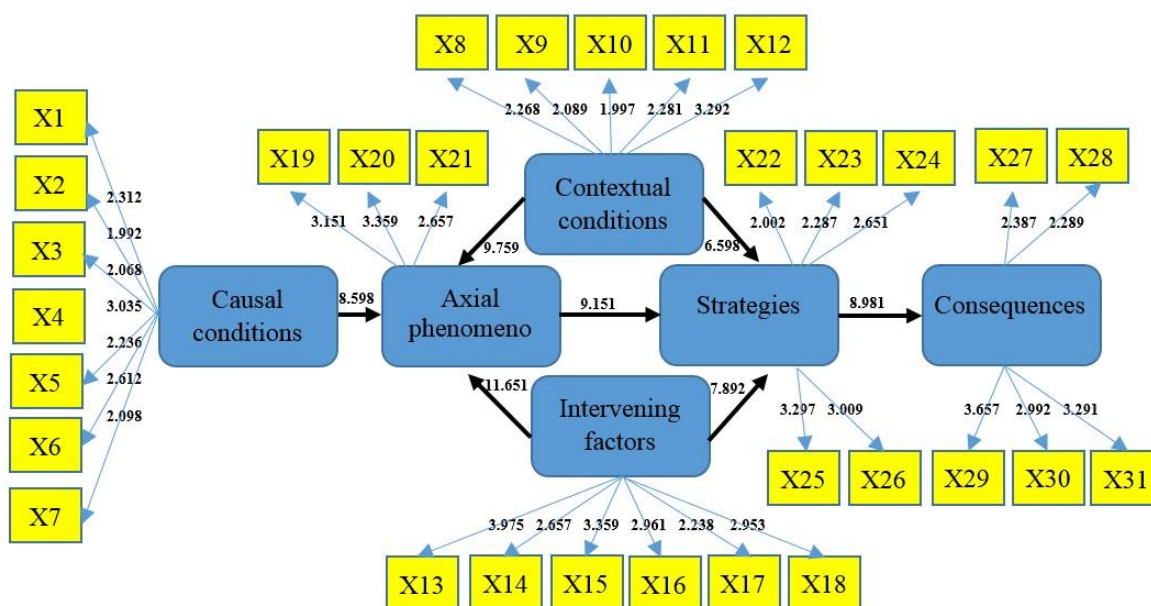 X8
X9
X10
X11
X12
2.268
2.089
1.997
2.281
3.292
X1
X2
X3
X4
X5
X6
X7
2.312
1.992
2.068
3.035
2.236
2.612
2.098
X19
X20
X21
3.151
3.359
2.657
Contextual
conditions
9.759
6.598
X22
X23
X24
2.002
2.287
2.651
X27
X28
2.387
2.289
Causal
conditions
8.598
Axial
phenomeno
9.151
Strategies
8.981
Consequences
11.651
Intervening
factors
7.892
3.297
3.009
X25
X26
3.657
2.992
3.291
X29
X30
X31
3.975
2.657
3.359
2.961
2.238
2.953
X13
X14
X15
X16
X17
X18